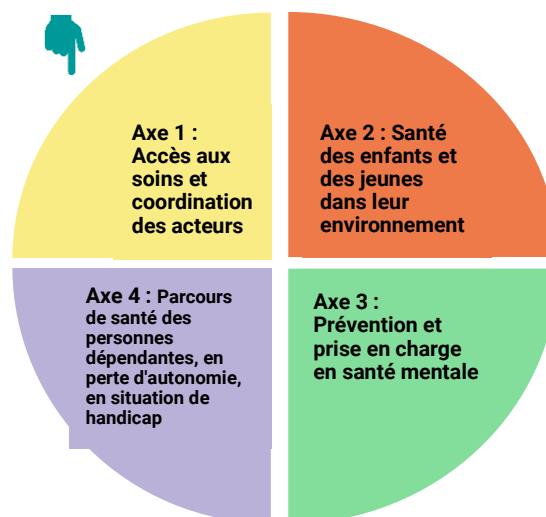 Axe 1 :
Accès aux
soins et
coordination
des acteurs
Axe 2 : Santé
des enfants et
des jeunes
dans leur
environnement
Axe 4 : Parcours
de santé des
personnes
dépendantes, en
perte d'autonomie,
en situation de
handicap
Axe 3 :
Prévention et
prise en charge
en santé mentale